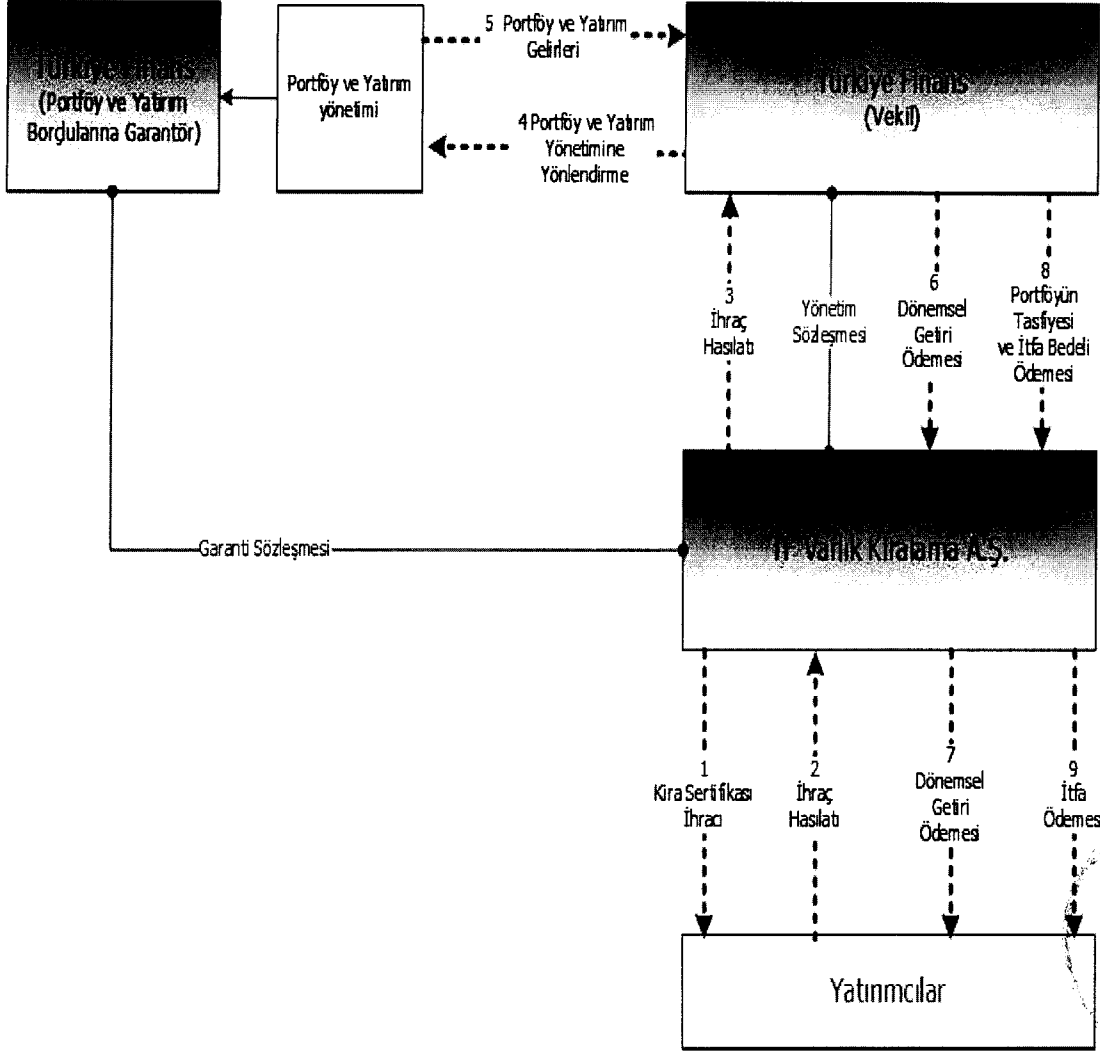 Türkiye Finans
(Portföy ve Yatırım
Borçlularına Garantör)
Portföy ve Yatırım
yönetimi
5 Portföy ve Yatırım
Gelirleri
4 Portföy ve Yatırım
Yönetimine
Yönlendirme
Türkiye Finans
(Vekil)
3
İhraç
Hasılatı
Yönetim
Sözleşmesi
6
Dönemsel
Getiri
Ödemesi
8
Portföyün
Tasfiyesi
ve İtfa Bedeli
Ödemesi
Garanti Sözleşmesi
TF Varlık Kiralama A.Ş.
1
Kira Sertifikası
İhracı
2
İhraç
Hasılatı
7
Dönemsel
Getiri
Ödemesi
9
İtfa
Ödemes
Yatırımcılar